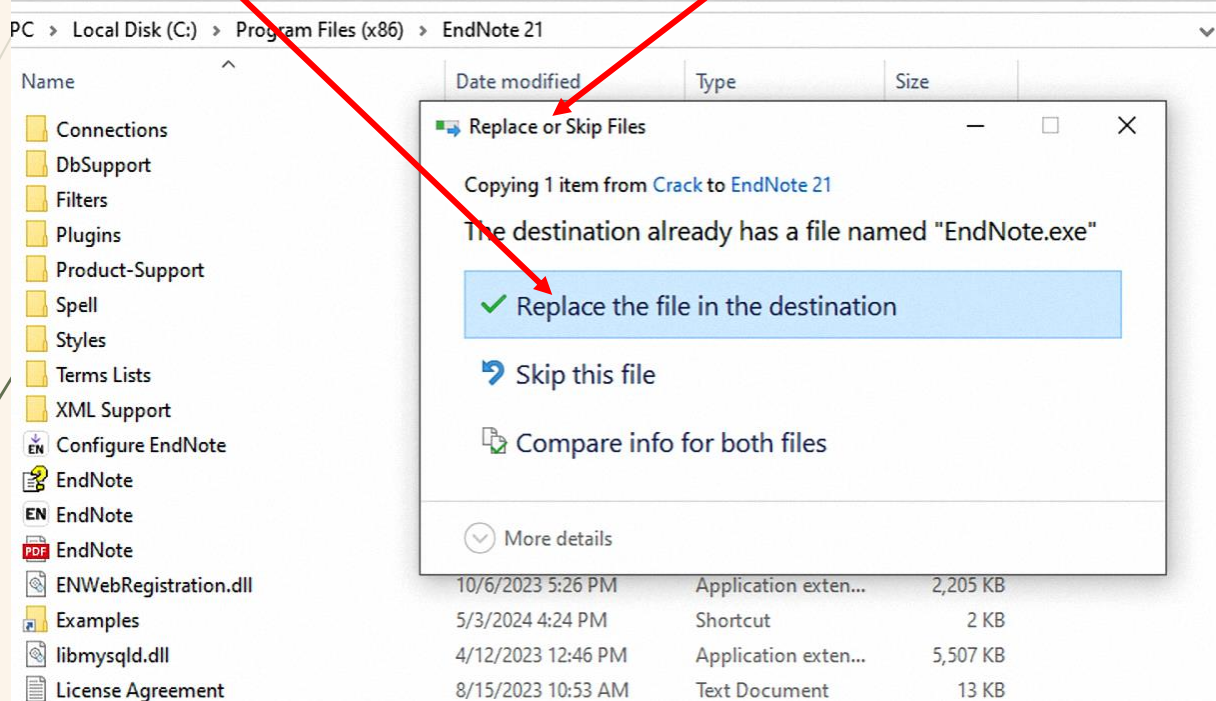 PC > Local Disk (C:) > Program Files (x86) > EndNote 21
Name Date modified Type Size
Replace or Skip Files
Copying 1 item from Crack to EndNote 21
The destination already has a file named "EndNote.exe"
Replace the file in the destination
Skip this file
Compare info for both files
More details
Connections
DbSupport
Filters
Plugins
Product-Support
Spell
Styles
Terms Lists
XML Support
EN Configure EndNote
EndNote
EN EndNote
PDF EndNote
ENWebRegistration.dll 10/6/2023 5:26 PM Application exten... 2,205 KB
Examples 5/3/2024 4:24 PM Shortcut 2 KB
libmysqld.dll 4/12/2023 12:46 PM Application exten... 5,507 KB
License Agreement 8/15/2023 10:53 AM Text Document 13 KB